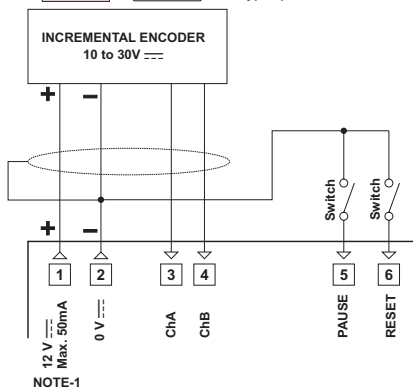 INCREMENTAL ENCODER
10 to 30V
+ −
Switch
Switch
+ −
1 2 3 4 5 6
12 V
Max. 50mA
0 V
ChA
ChB
PAUSE
RESET
NOTE-1